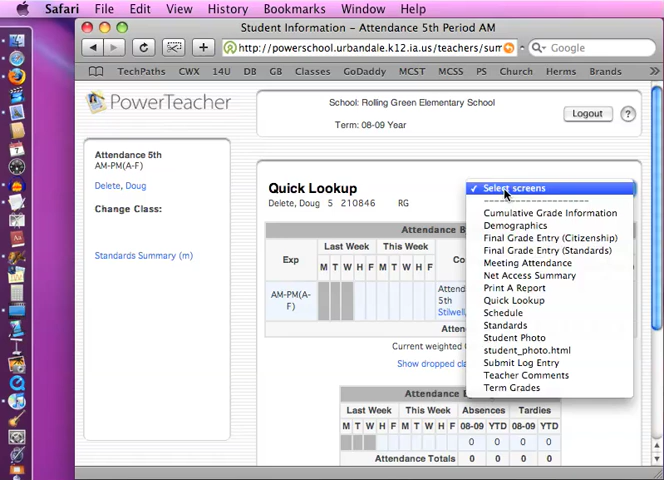 Safari File Edit View History Bookmarks Window Help
Student Information – Attendance 5th Period AM
http://powerschool.urbandale.k12.ia.us/teachers/sum
Google
TechPaths CWX 14U DB GB Classes GoDaddy MCST MCSS PS Church Herms Brands
PowerTeacher
School: Rolling Green Elementary School
Term: 08-09 Year
Logout
?
Attendance 5th
AM-PM(A-F)
Delete, Doug
Change Class:
Standards Summary (m)
Quick Lookup
Delete, Doug 5 210846 RG
✓ Select screens
--------------------
Cumulative Grade Information
Demographics
Final Grade Entry (Citizenship)
Final Grade Entry (Standards)
Meeting Attendance
Net Access Summary
Print A Report
Quick Lookup
Schedule
Standards
Student Photo
student_photo.html
Submit Log Entry
Teacher Comments
Term Grades
Attendance B
Exp Last Week This Week
M T W H F M T W H F
AM-PM(A-F)
Attend
5th
Stilwel
Atten
Current weighted
Show dropped cla
Attendance B
Last Week This Week Absences Tardies
M T W H F M T W H F 08-09 YTD 08-09 YTD
0 0 0 0
Attendance Totals 0 0 0 0